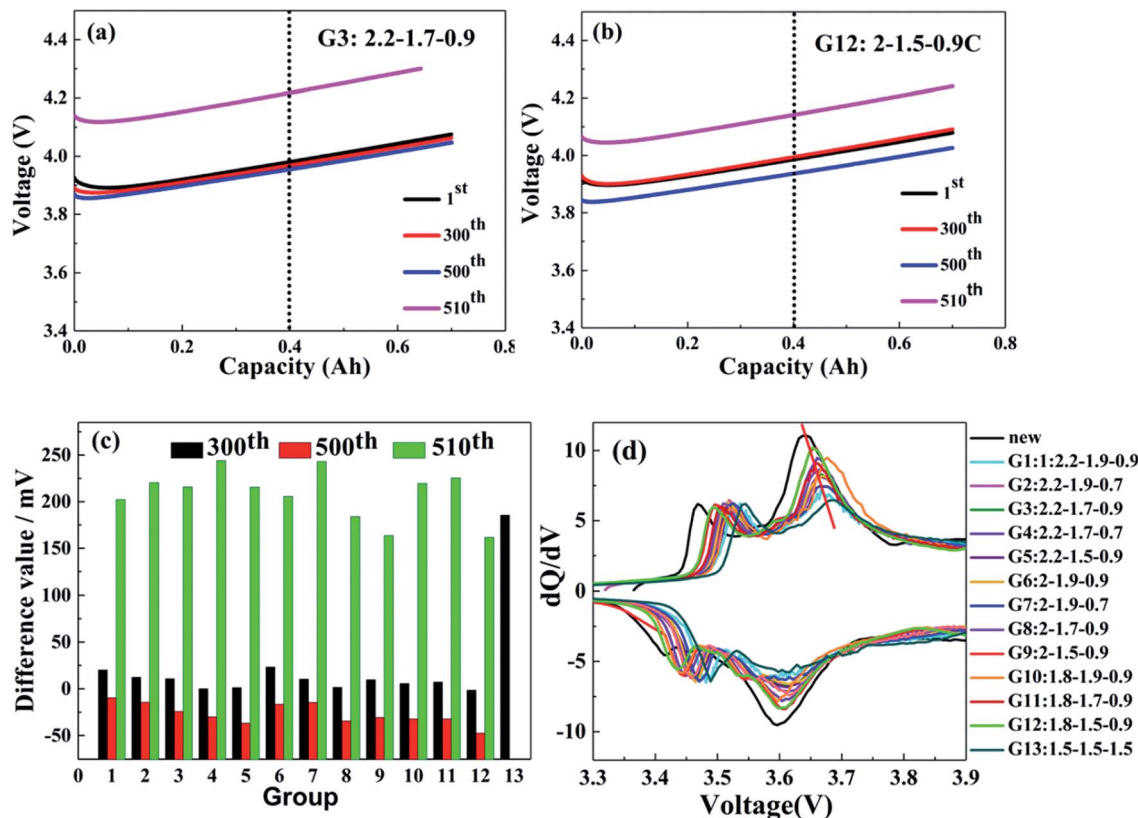 (a)
G3: 2.2-1.7-0.9
Voltage (V)
4.4
4.2
4.0
3.8
3.6
3.4
1st
300th
500th
510th
0.0 0.2 0.4 0.6 0.8
Capacity (Ah)
(b)
G12: 2-1.5-0.9C
Voltage (V)
4.4
4.2
4.0
3.8
3.6
3.4
1st
300th
500th
510th
0.0 0.2 0.4 0.6 0.8
Capacity (Ah)
(c)
300th 500th 510th
Difference value / mV
250
200
150
100
50
0
-50
0 1 2 3 4 5 6 7 8 9 10 11 12 13
Group
(d)
dQ/dV
10
5
0
-5
-10
3.3 3.4 3.5 3.6 3.7 3.8 3.9
Voltage(V)
new
G1:1:2.2-1.9-0.9
G2:2.2-1.9-0.7
G3:2.2-1.7-0.9
G4:2.2-1.7-0.7
G5:2.2-1.5-0.9
G6:2-1.9-0.9
G7:2-1.9-0.7
G8:2-1.7-0.9
G9:2-1.5-0.9
G10:1.8-1.9-0.9
G11:1.8-1.7-0.9
G12:1.8-1.5-0.9
G13:1.5-1.5-1.5